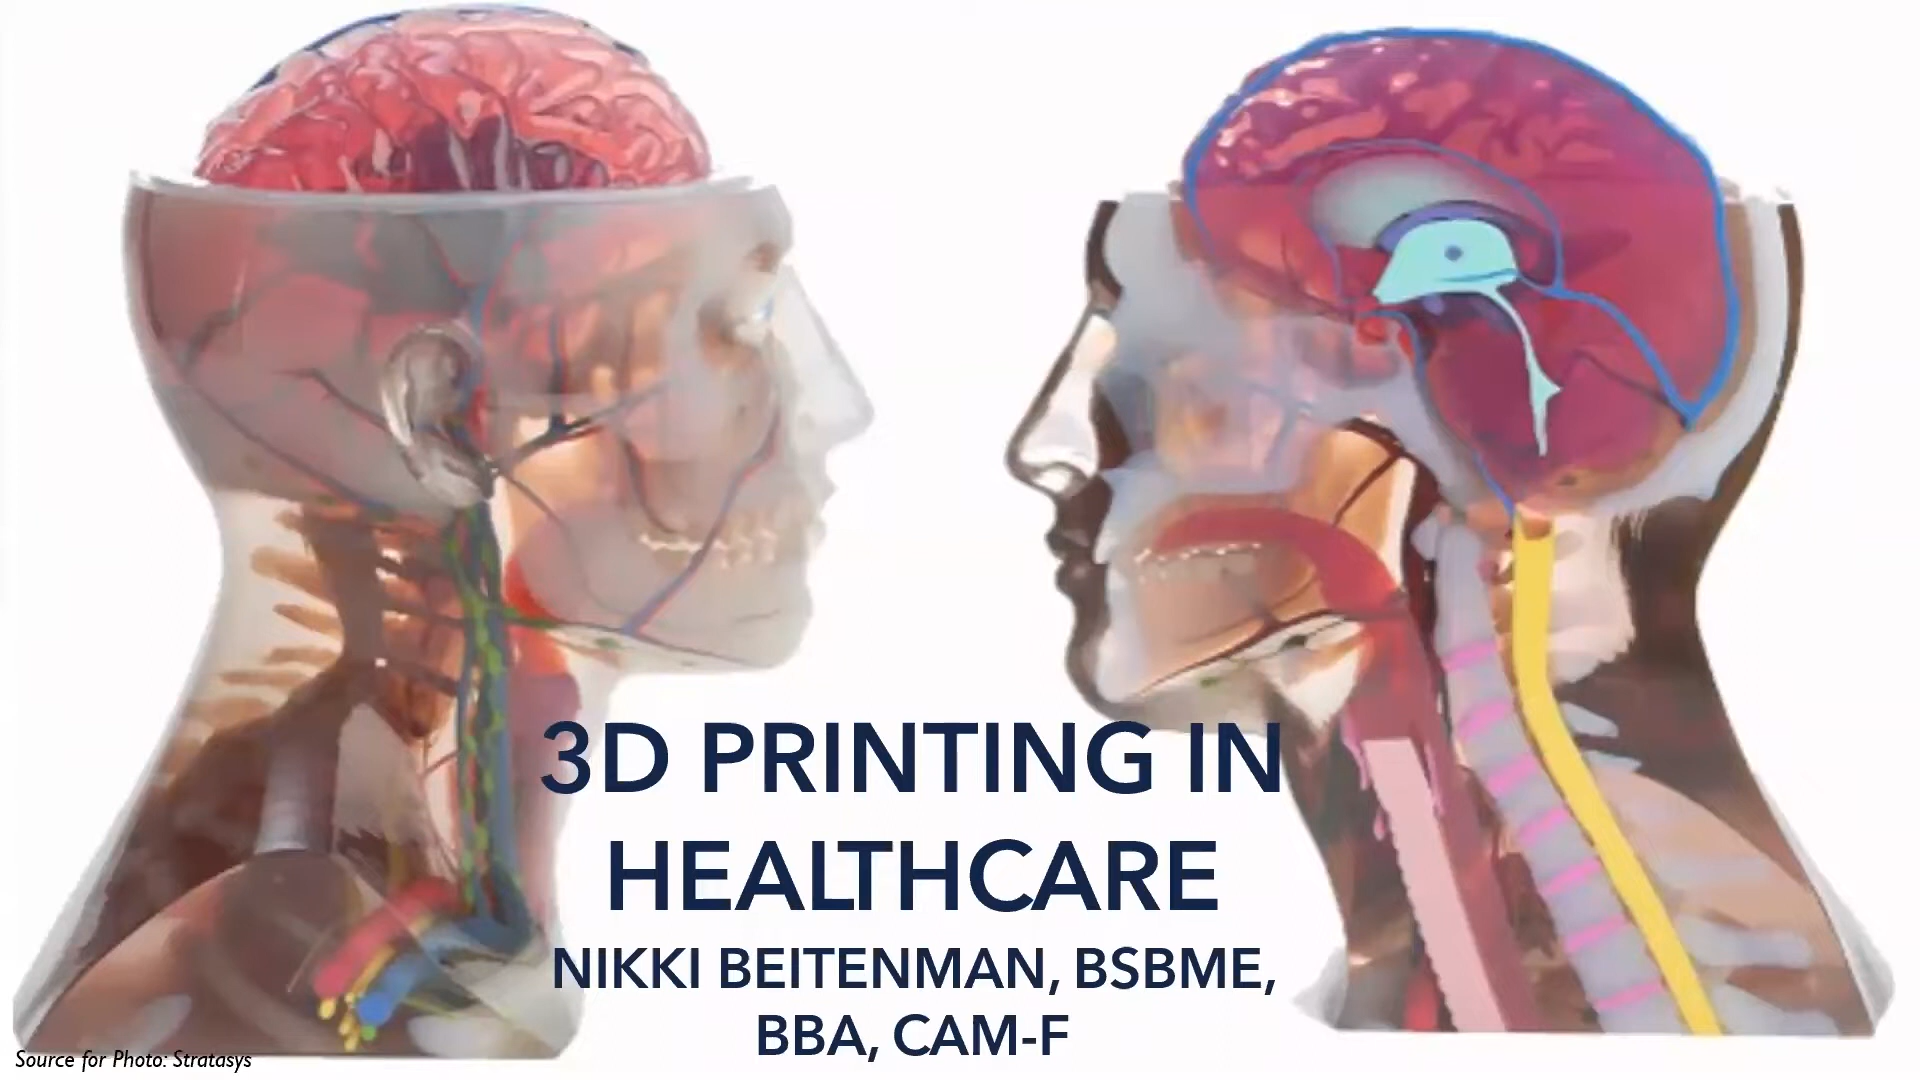 3D PRINTING IN
HEALTHCARE
NIKKI BEITENMAN, BSBME,
BBA, CAM-F
Source for Photo: Stratasys